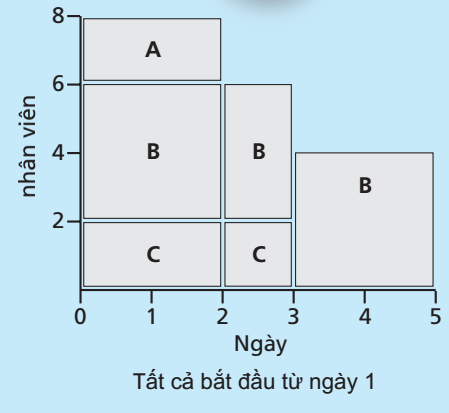 8
A
6
nhân viên
B
B
4
B
2
C
C
0
1
2
3
4
5
Ngày
Tất cả bắt đầu từ ngày 1